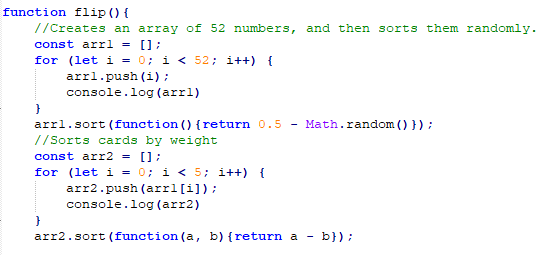 function flip(){
//Creates an array of 52 numbers, and then sorts them randomly.
const arr1 = [];
for (let i = 0; i < 52; i++) {
arr1.push(i);
console.log(arr1)
}
arr1.sort(function(){return 0.5 - Math.random()});
//Sorts cards by weight
const arr2 = [];
for (let i = 0; i < 5; i++) {
arr2.push(arr1[i]);
console.log(arr2)
}
arr2.sort(function(a, b){return a - b});